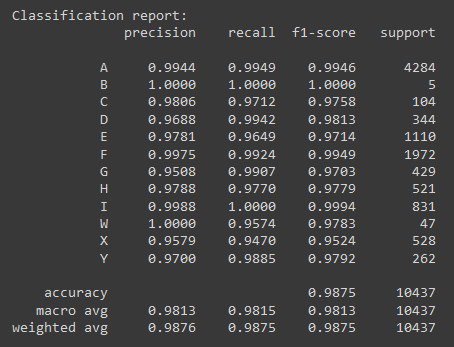 Classification report:
precision recall f1-score support
A 0.9944 0.9949 0.9946 4284
B 1.0000 1.0000 1.0000 5
C 0.9806 0.9712 0.9758 104
D 0.9688 0.9942 0.9813 344
E 0.9781 0.9649 0.9714 1110
F 0.9975 0.9924 0.9949 1972
G 0.9508 0.9907 0.9703 429
H 0.9788 0.9770 0.9779 521
I 0.9988 1.0000 0.9994 831
W 1.0000 0.9574 0.9783 47
X 0.9579 0.9470 0.9524 528
Y 0.9700 0.9885 0.9792 262
accuracy 0.9875 10437
macro avg 0.9813 0.9815 0.9813 10437
weighted avg 0.9876 0.9875 0.9875 10437